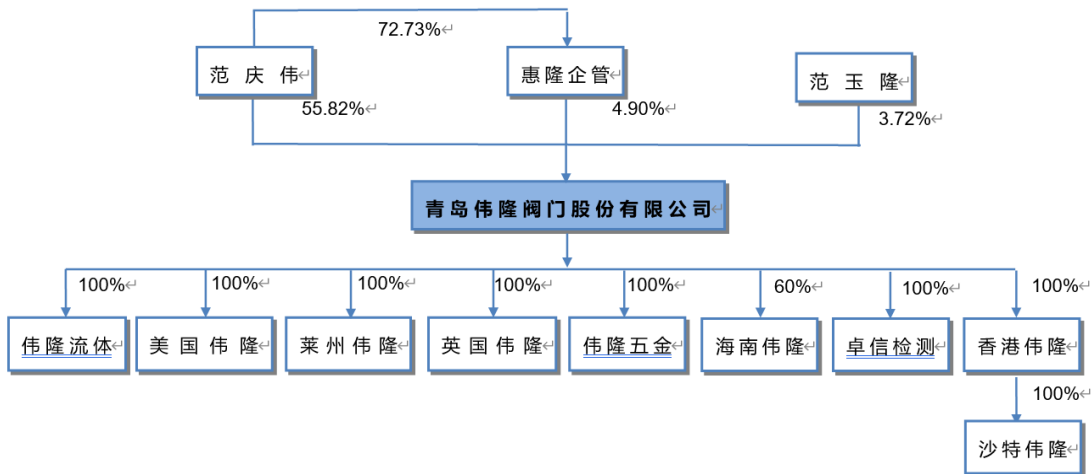 72.73%
范庆伟
惠隆企管
范玉隆
55.82%
4.90%
3.72%
青岛伟隆阀门股份有限公司
100%
100%
100%
100%
100%
60%
100%
100%
伟隆流体
美国伟隆
莱州伟隆
英国伟隆
伟隆五金
海南伟隆
卓信检测
香港伟隆
100%
沙特伟隆